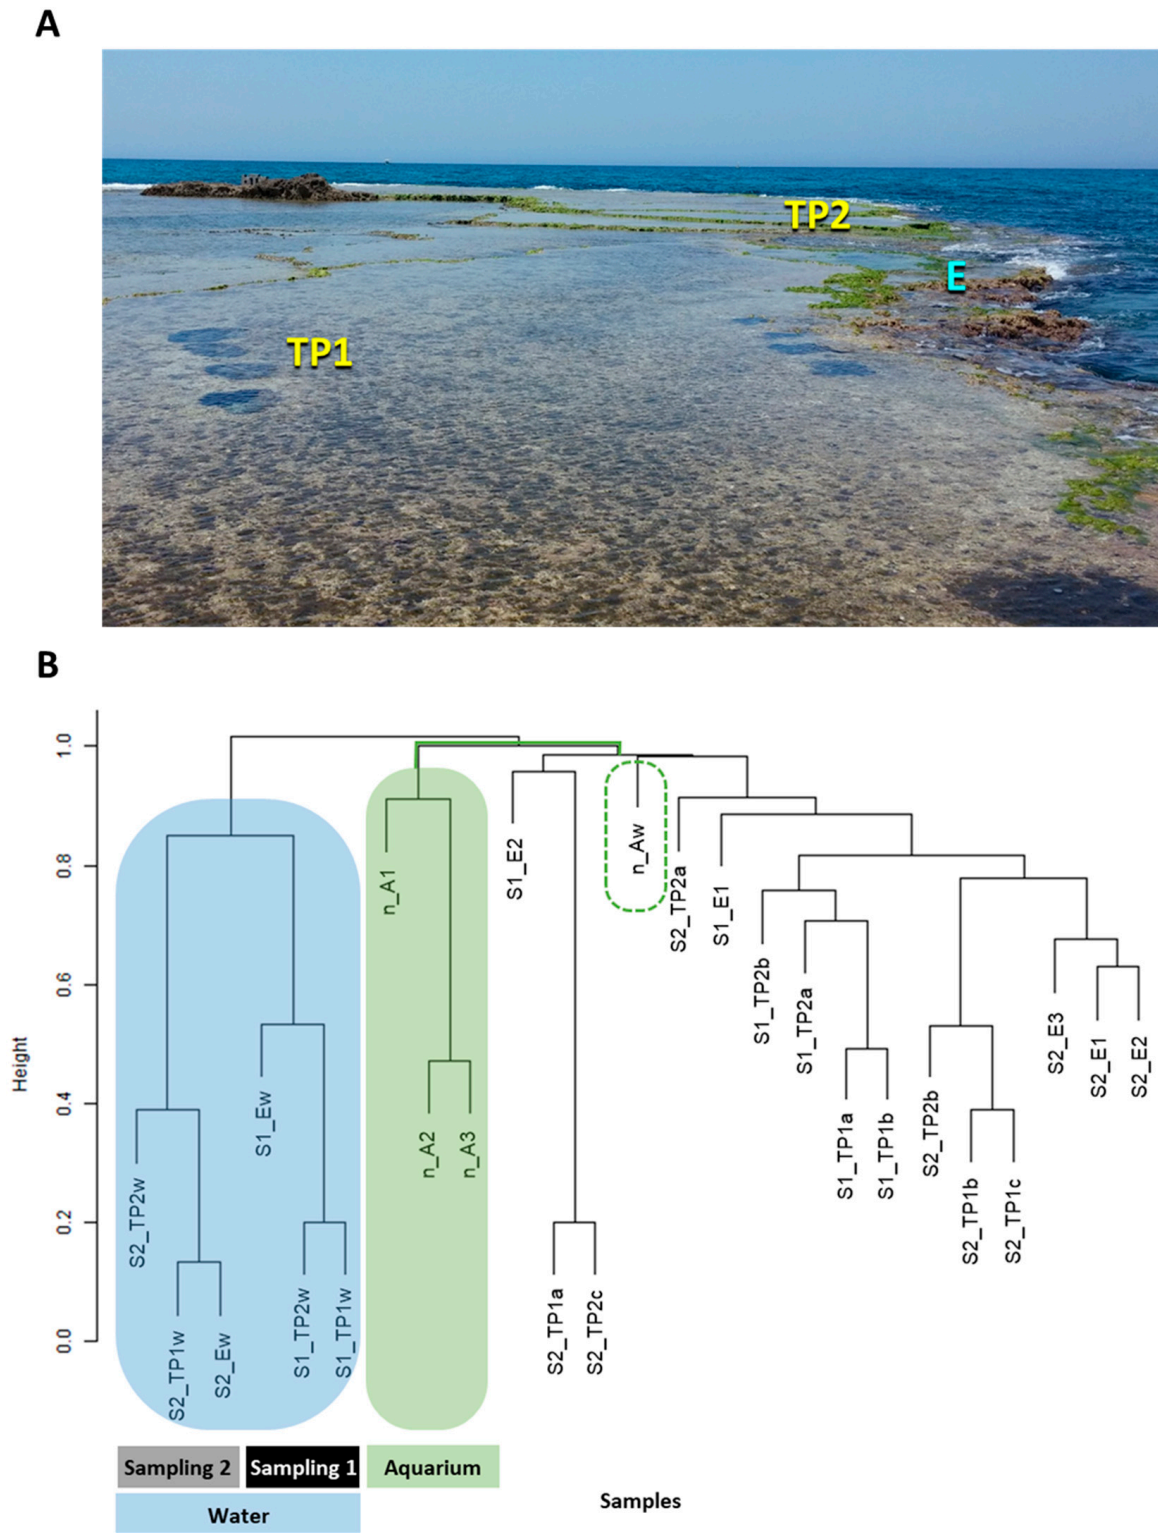 A
TP2
E
TP1
B
Height
1.0
0.8
0.6
0.4
0.2
0.0
S2_TP2w
S2_TP1w
S2_Ew
S1_Ew
S1_TP2w
S1_TP1w
n_A1
n_A2
n_A3
S1_E2
S2_TP1a
S2_TP2c
n_Aw
S2_TP2a
S1_E1
S1_TP2b
S1_TP2a
S1_TP1a
S1_TP1b
S2_TP2b
S2_TP1b
S2_TP1c
S2_E3
S2_E1
S2_E2
Sampling 2
Sampling 1
Aquarium
Water
Samples